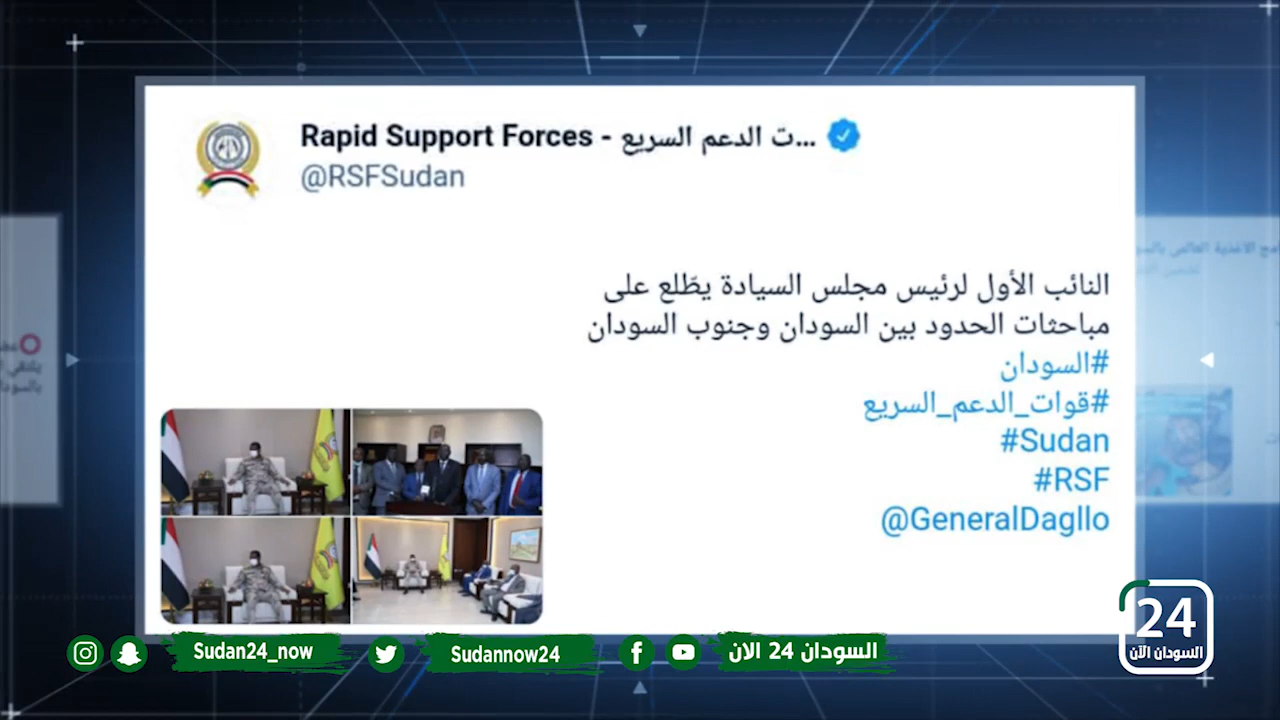 Rapid Support Forces - ت الدعم السريع...
@RSFSudan
النائب الأول لرئيس مجلس السيادة يطّلع على
مباحثات الحدود بين السودان وجنوب السودان
#السودان
#قوات_الدعم_السريع
#Sudan
#RSF
@GeneralDagllo
24
السودان الآن
Sudan24_now
Sudannow24
السودان 24 الان